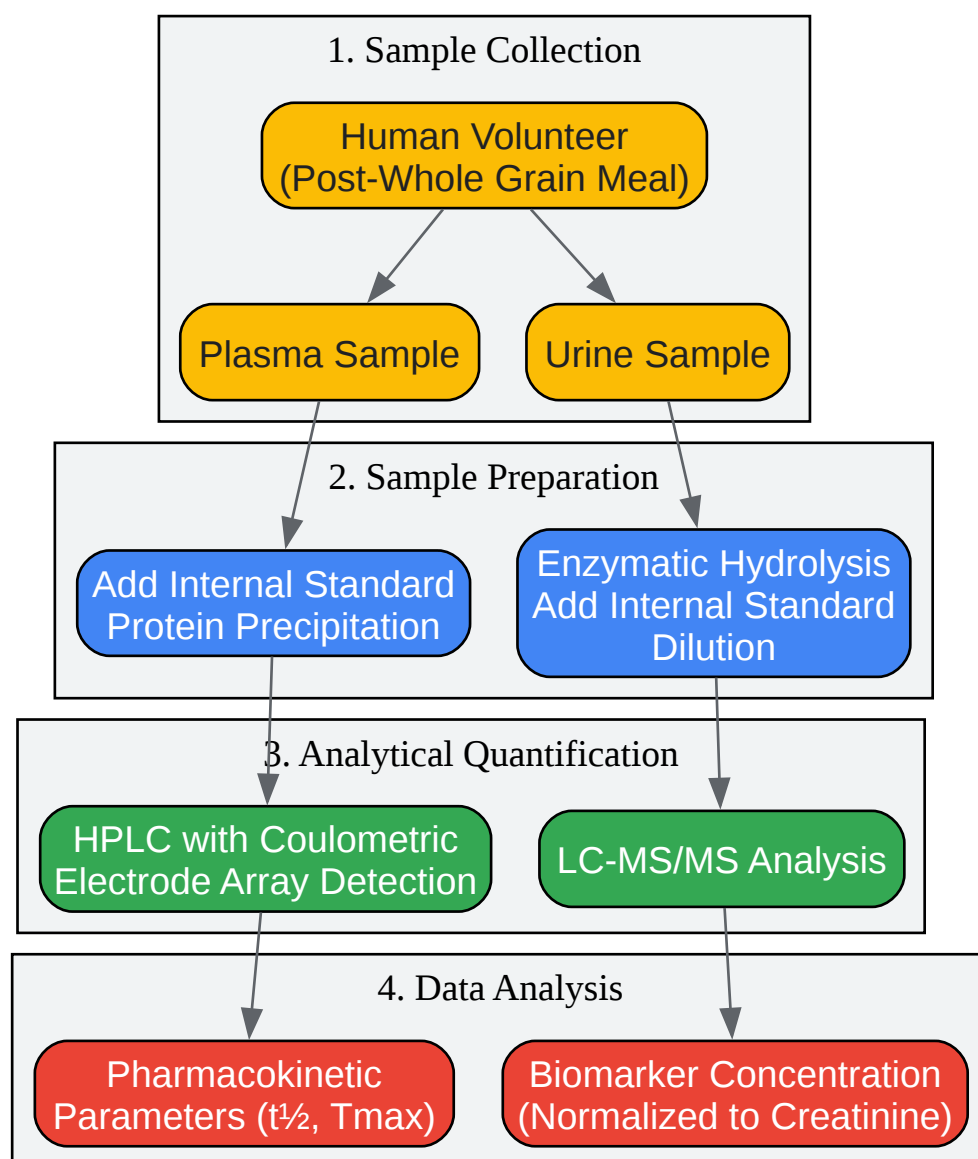 1. Sample Collection
Human Volunteer
(Post-Whole Grain Meal)
Plasma Sample
Urine Sample
2. Sample Preparation
Add Internal Standard
Protein Precipitation
Enzymatic Hydrolysis
Add Internal Standard
Dilution
3. Analytical Quantification
HPLC with Coulometric
Electrode Array Detection
LC-MS/MS Analysis
4. Data Analysis
Pharmacokinetic
Parameters (t½, Tmax)
Biomarker Concentration
(Normalized to Creatinine)